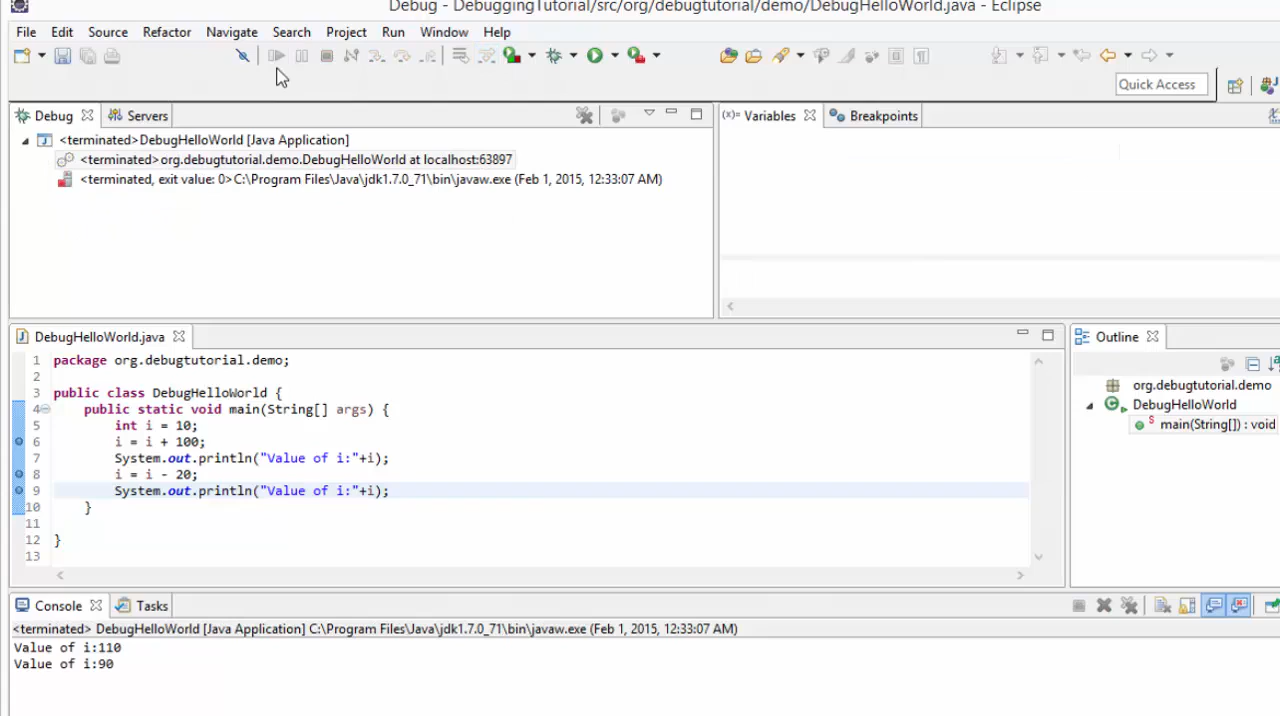 Debug - DebuggingTutorial/src/org/debugtutorial/demo/DebugHelloWorld.java - Eclipse
File Edit Source Refactor Navigate Search Project Run Window Help
Quick Access
Debug Servers
<terminated>DebugHelloWorld [Java Application]
<terminated>org.debugtutorial.demo.DebugHelloWorld at localhost:63897
<terminated, exit value: 0>C:\Program Files\Java\jdk1.7.0_71\bin\javaw.exe (Feb 1, 2015, 12:33:07 AM)
(x)= Variables Breakpoints
DebugHelloWorld.java
1 package org.debugtutorial.demo;
2
3 public class DebugHelloWorld {
4 public static void main(String[] args) {
5 int i = 10;
6 i = i + 100;
7 System.out.println("Value of i:"+i);
8 i = i - 20;
9 System.out.println("Value of i:"+i);
10 }
11
12 }
13
Outline
org.debugtutorial.demo
DebugHelloWorld
S main(String[]) : void
Console Tasks
<terminated> DebugHelloWorld [Java Application] C:\Program Files\Java\jdk1.7.0_71\bin\javaw.exe (Feb 1, 2015, 12:33:07 AM)
Value of i:110
Value of i:90